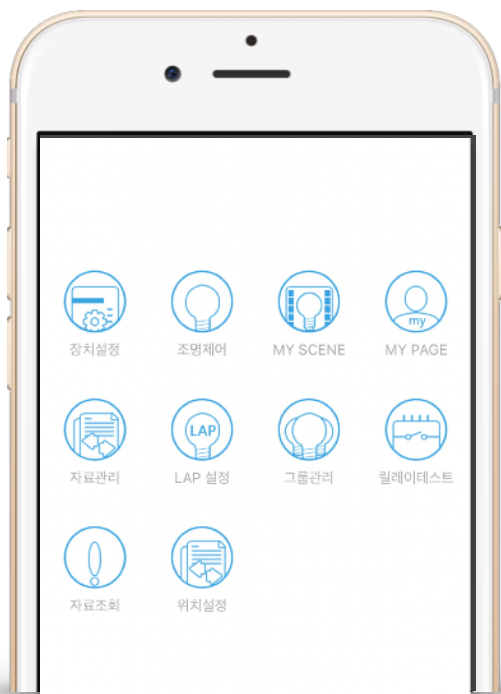 장치설정 조명제어 MY SCENE MY PAGE
my
LAP
자료관리 LAP 설정 그룹관리 릴레이테스트
자료조회 위치설정